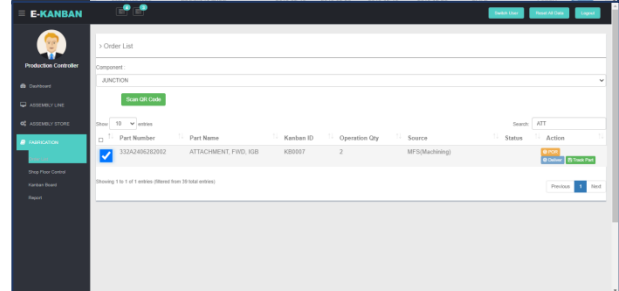 E-KANBAN
Switch User
Reset All Data
Logout
Production Controller
Dashboard
ASSEMBLY LINE
ASSEMBLY STORE
FABRICATION
Shop Floor Control
Kanban Board
Report
> Order List
Component :
JUNCTION
Scan QR Code
Show 10 entries
Search: ATT
Part Number Part Name Kanban ID Operation Qty Source Status Action
332A2406282002 ATTACHMENT, FWD, IGB KB0007 2 MFS(Machining)
PDR
Deliver Track Part
Showing 1 to 1 of 1 entries (filtered from 39 total entries)
Previous 1 Next